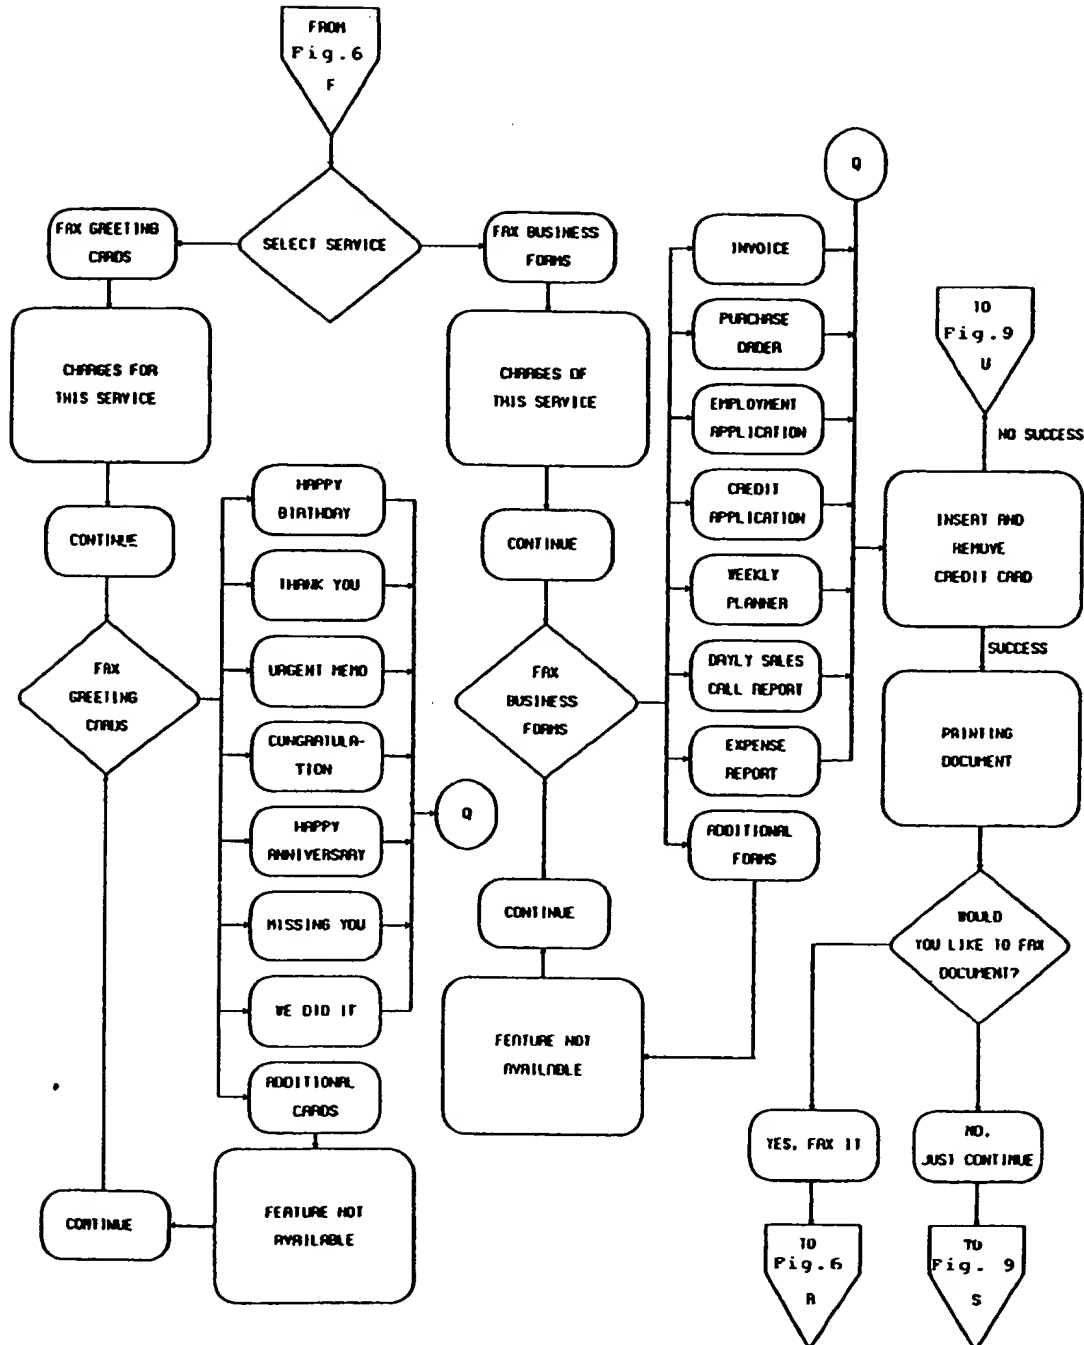 FROM
Fig.6
F
SELECT SERVICE
FAX GREETING
CARDS
FAX BUSINESS
FORMS
CHARGES FOR
THIS SERVICE
CHARGES OF
THIS SERVICE
CONTINUE
CONTINUE
FAX
GREETING
CARDS
HAPPY
BIRTHDAY
THANK YOU
URGENT MEMO
CONGRATULA-
TION
HAPPY
ANNIVERSARY
MISSING YOU
WE DID IT
ADDITIONAL
CARDS
FEATURE NOT
AVAILABLE
CONTINUE
Q
FAX
BUSINESS
FORMS
CONTINUE
FEATURE NOT
AVAILABLE
Q
INVOICE
PURCHASE
ORDER
EMPLOYMENT
APPLICATION
CREDIT
APPLICATION
WEEKLY
PLANNER
DAYLY SALES
CALL REPORT
EXPENSE
REPORT
ADDITIONAL
FORMS
TO
Fig.9
U
NO SUCCESS
INSERT AND
REMOVE
CREDIT CARD
SUCCESS
PRINTING
DOCUMENT
WOULD
YOU LIKE TO FAX
DOCUMENT?
YES, FAX IT
NO,
JUST CONTINUE
TO
Fig.6
R
TO
Fig. 9
S